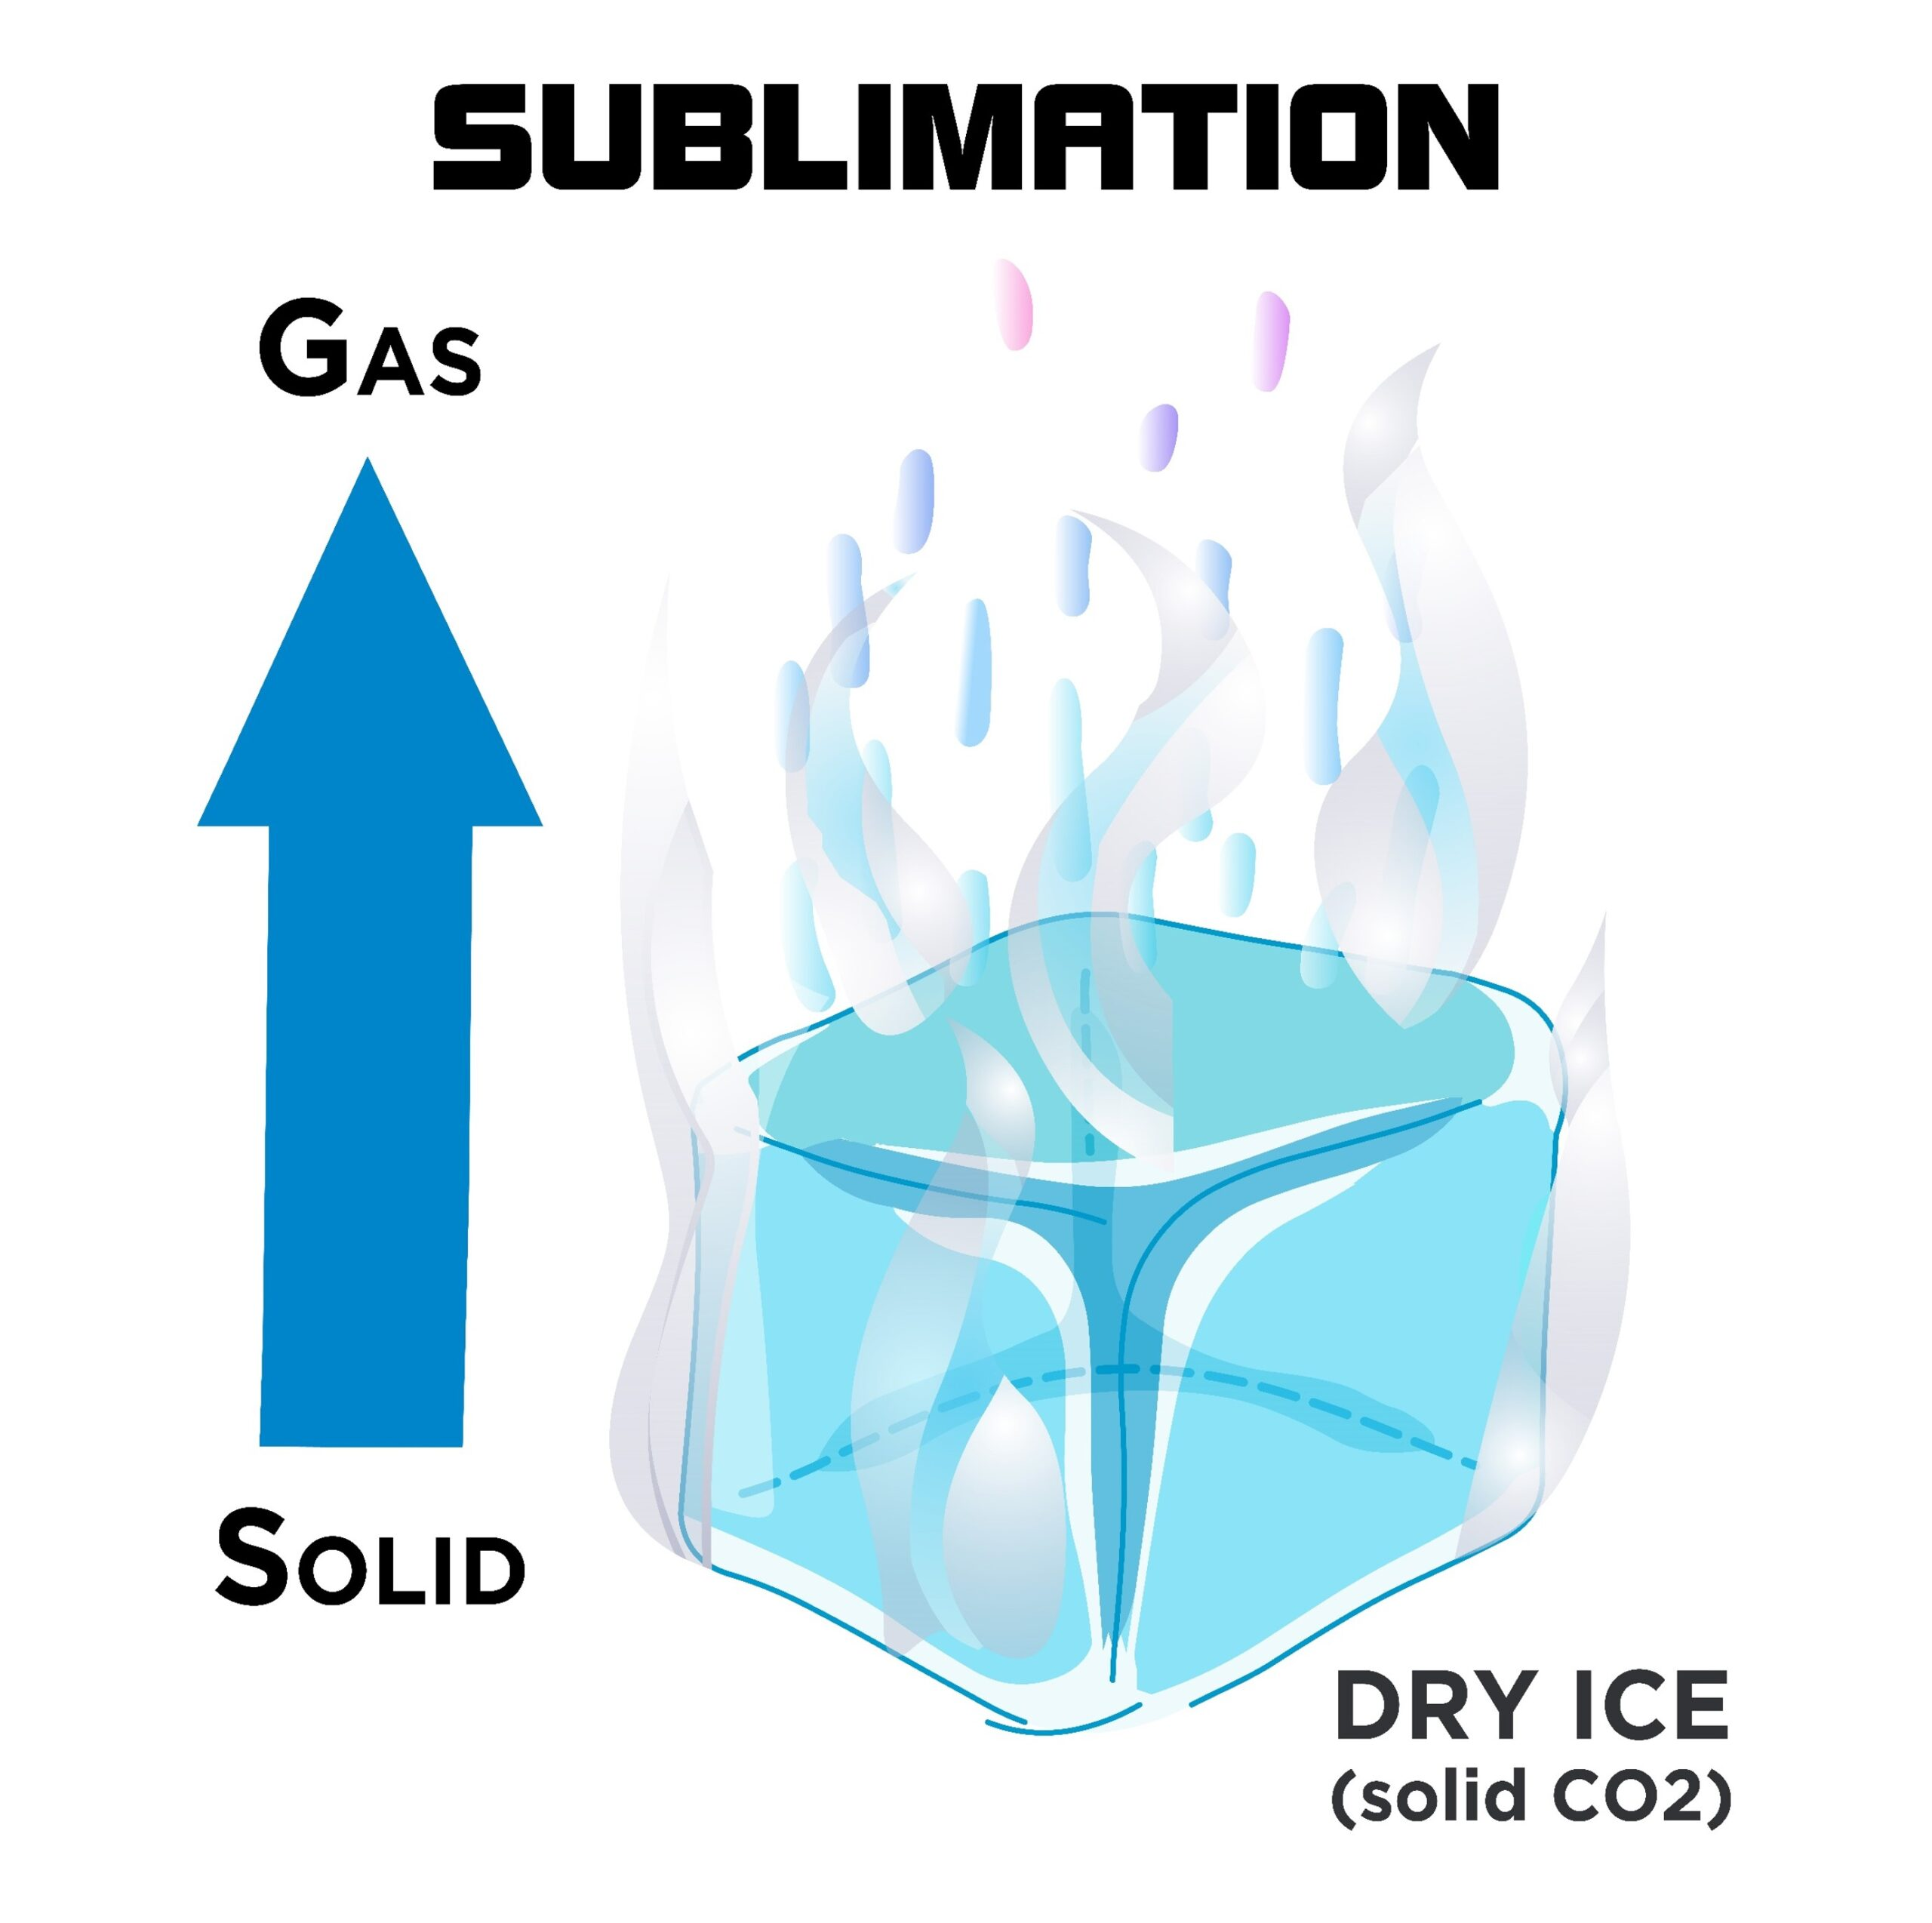 SUBLIMATION
GAS
SOLID
DRY ICE
(solid CO2)